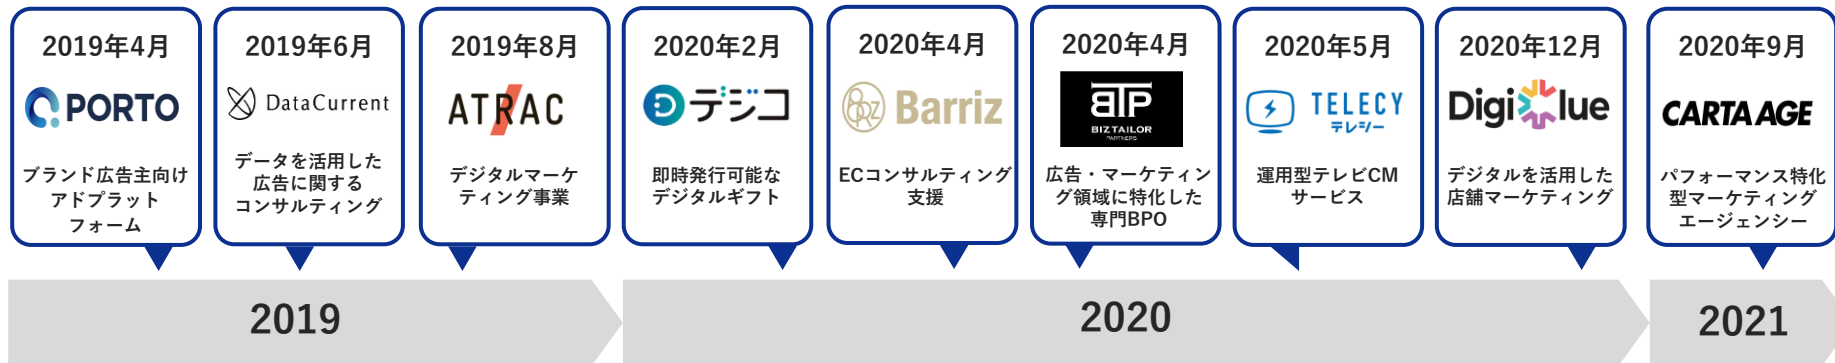 2019年4月
PORTO
ブランド広告主向け
アドプラット
フォーム
2019年6月
DataCurrent
データを活用した
広告に関する
コンサルティング
2019年8月
ATRAC
デジタルマーケ
ティング事業
2020年2月
デジコ
即時発行可能な
デジタルギフト
2020年4月
Barriz
ECコンサルティング
支援
2020年4月
BTP
BIZTAILOR
PARTNERS
広告・マーケティン
グ領域に特化した
専門BPO
2020年5月
TELECY
テレシー
運用型テレビCM
サービス
2020年12月
DigiClue
デジタルを活用した
店舗マーケティング
2020年9月
CARTA AGE
パフォーマンス特化
型マーケティング
エージェンシー
2019
2020
2021